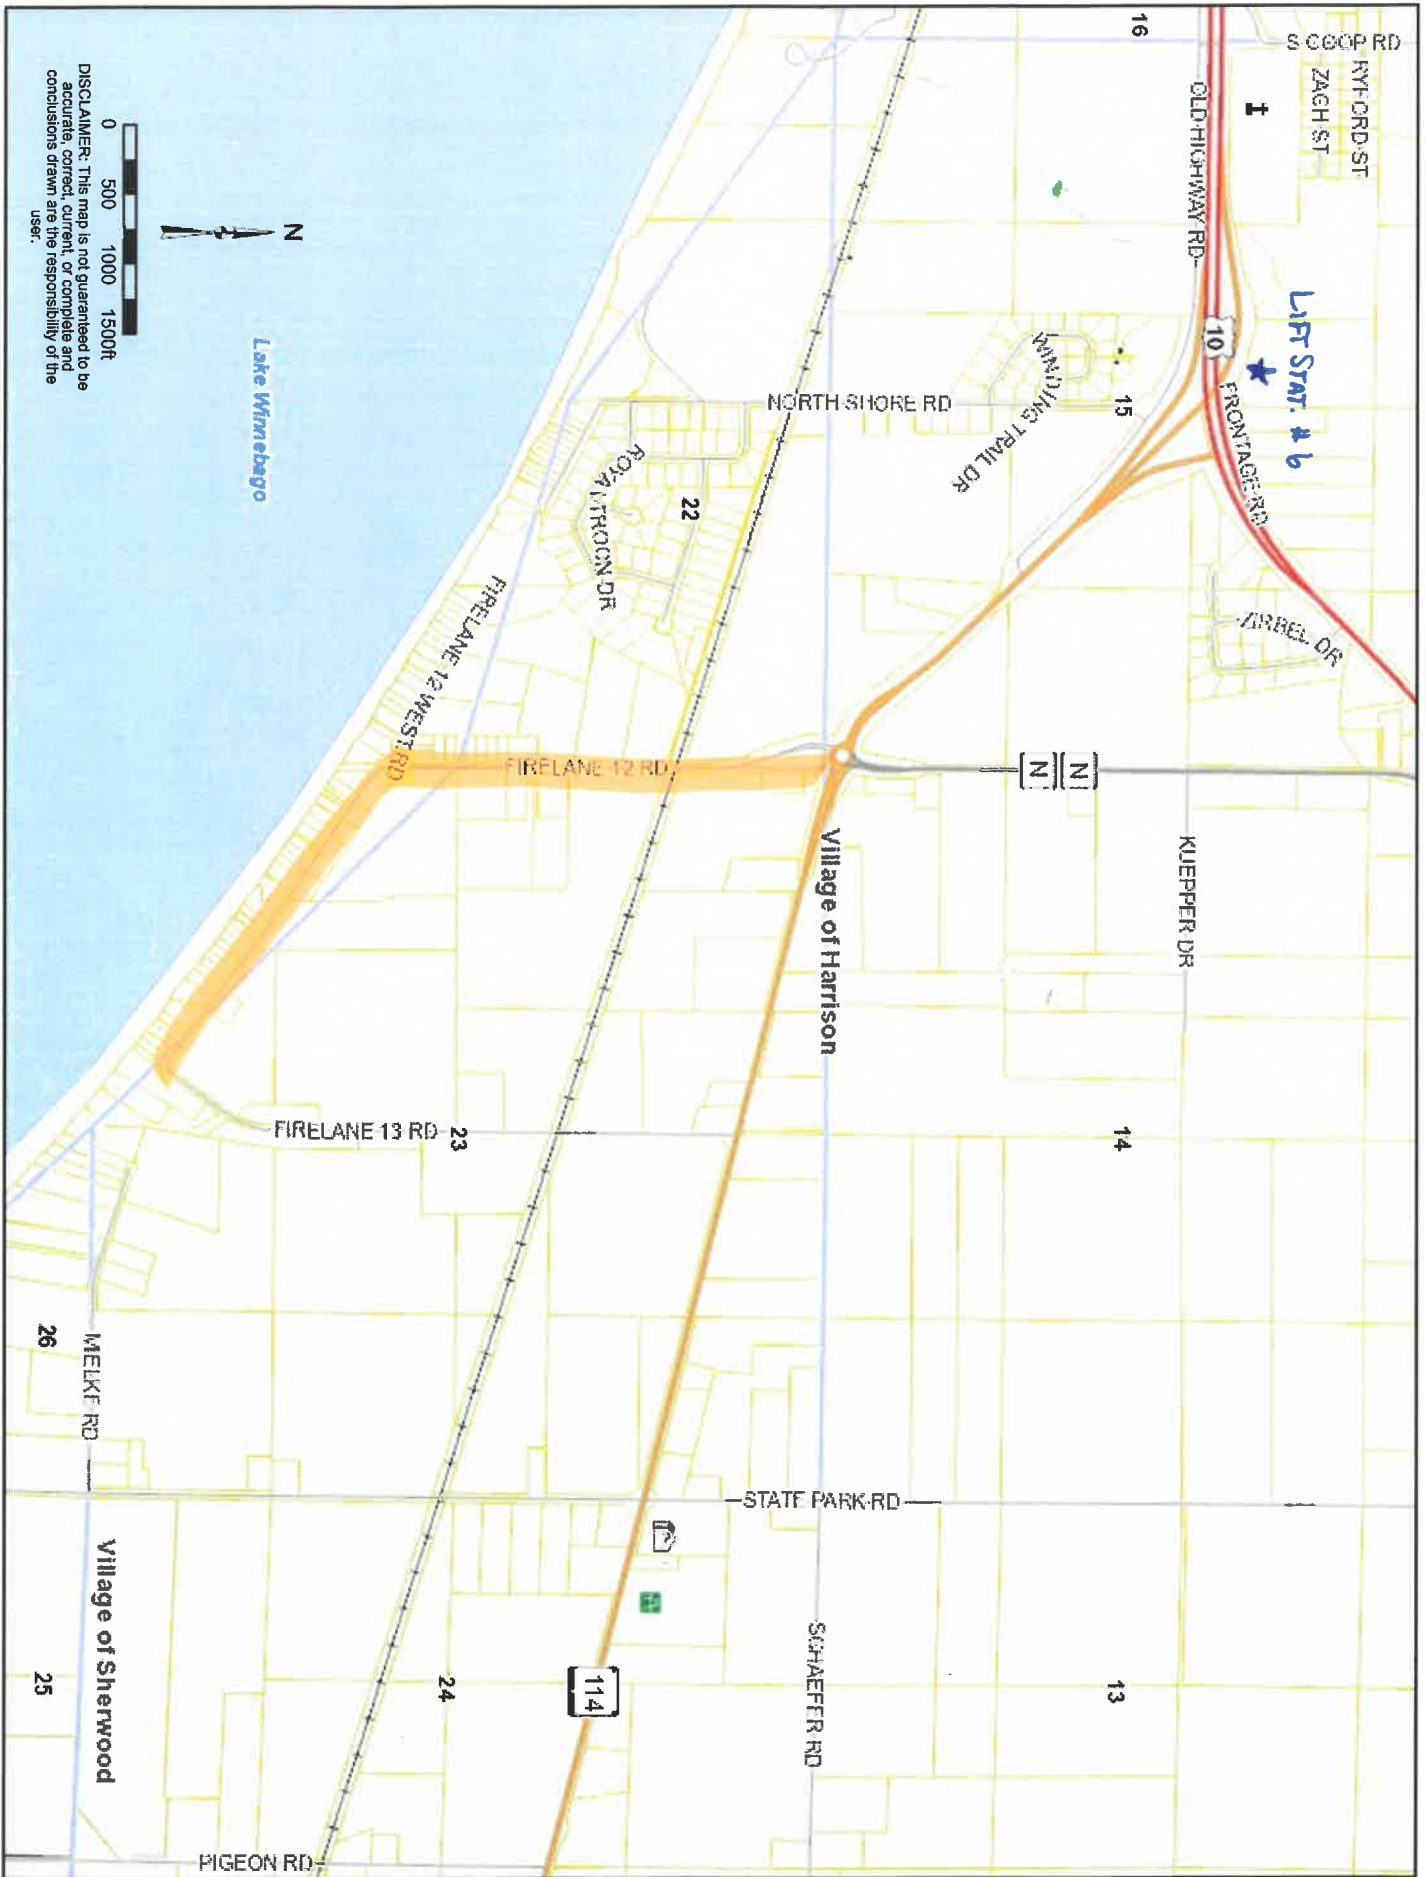 S COOP RD
RYFORD ST
ZACH ST
16
I
OLD HIGHWAY RD
LIFT STAT. # 6
10
FRONTAGE RD
ZIRBEL DR
WINDING TRAIL DR
15
NORTH SHORE RD
ROYAL TROON DR
22
FIRELANE 12 WEST RD
FIRELANE 12 RD
N
N
KUEPPER DR
Village of Harrison
14
FIRELANE 13 RD
23
STATE PARK RD
SCHAEFER RD
13
114
24
MELKE RD
26
Village of Sherwood
25
PIGEON RD
Lake Winnebago
N
0 500 1000 1500ft
DISCLAIMER: This map is not guaranteed to be
accurate, correct, current, or complete and
conclusions drawn are the responsibility of the
user.